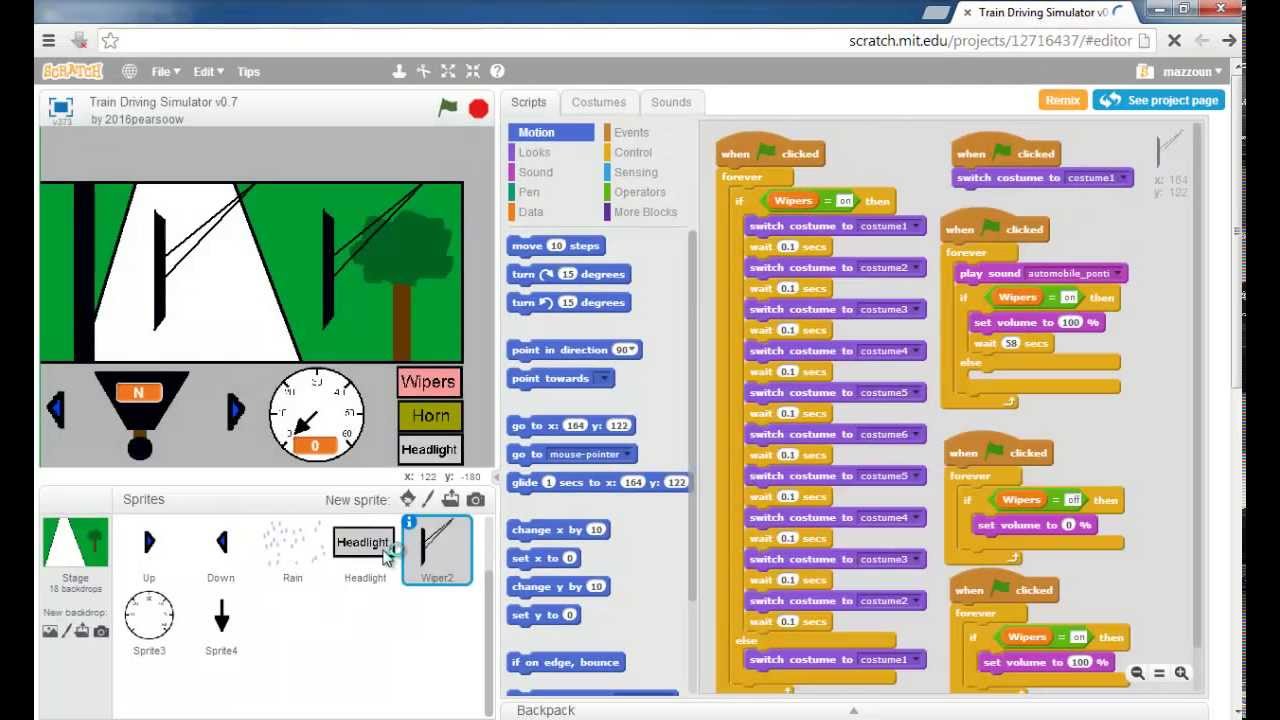 Train Driving Simulator v0
scratch.mit.edu/projects/12716437/#editor
SCRATCH
File
Edit
Tips
mazzoun
Train Driving Simulator v0.7
by 2016pearsoow
v373
N
30
20
40
10
50
0
60
0
Wipers
Horn
Headlight
x: 122 y: -180
Sprites
New sprite:
Stage
18 backdrops
New backdrop:
Up
Down
Rain
Headlight
Headlight
Wiper2
Sprite3
Sprite4
Scripts
Costumes
Sounds
Remix
See project page
Motion
Looks
Sound
Pen
Data
Events
Control
Sensing
Operators
More Blocks
move 10 steps
turn 15 degrees
turn 15 degrees
point in direction 90
point towards
go to x: 164 y: 122
go to mouse-pointer
glide 1 secs to x: 164 y: 122
change x by 10
set x to 0
change y by 10
set y to 0
if on edge, bounce
when clicked
forever
if Wipers = on then
switch costume to costume1
wait 0.1 secs
switch costume to costume2
wait 0.1 secs
switch costume to costume3
wait 0.1 secs
switch costume to costume4
wait 0.1 secs
switch costume to costume5
wait 0.1 secs
switch costume to costume6
wait 0.1 secs
switch costume to costume5
wait 0.1 secs
switch costume to costume4
wait 0.1 secs
switch costume to costume3
wait 0.1 secs
switch costume to costume2
wait 0.1 secs
else
switch costume to costume1
when clicked
switch costume to costume1
x: 164
y: 122
when clicked
forever
play sound automobile_ponti
if Wipers = on then
set volume to 100 %
wait 58 secs
else
when clicked
forever
if Wipers = off then
set volume to 0 %
when clicked
forever
if Wipers = on then
set volume to 100 %
Backpack